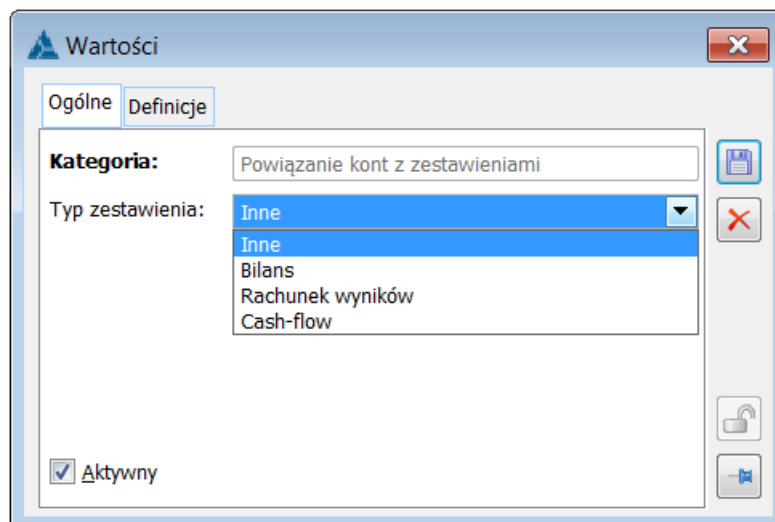 Wartości
Ogólne Definicje
Kategoria: Powiązanie kont z zestawieniami
Typ zestawienia: Inne
Inne
Bilans
Rachunek wyników
Cash-flow
Aktywny